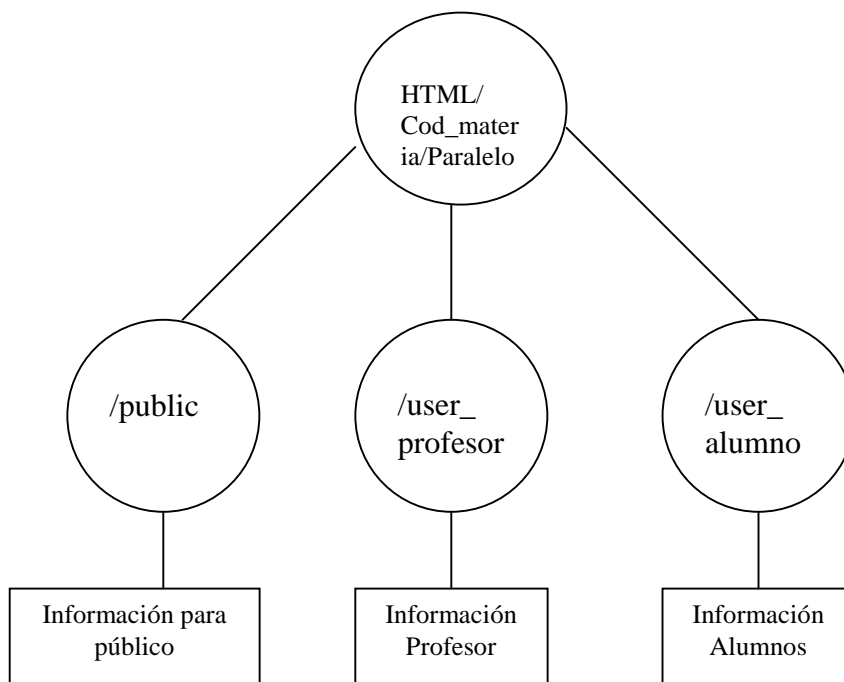 HTML/
Cod_mater
ia/Paralelo
/public
/user_
profesor
/user_
alumno
Información para
público
Información
Profesor
Información
Alumnos